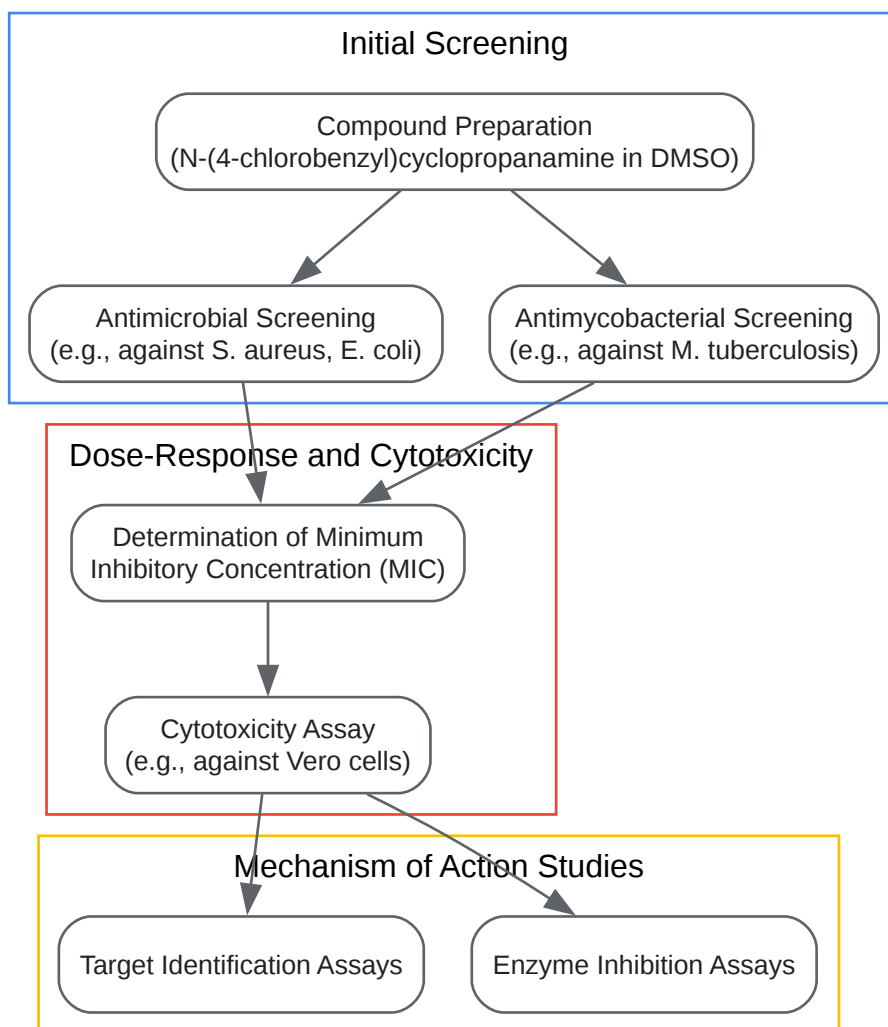 Initial Screening
Compound Preparation
(N-(4-chlorobenzyl)cyclopropanamine in DMSO)
Antimicrobial Screening
(e.g., against S. aureus, E. coli)
Antimycobacterial Screening
(e.g., against M. tuberculosis)
Dose-Response and Cytotoxicity
Determination of Minimum
Inhibitory Concentration (MIC)
Cytotoxicity Assay
(e.g., against Vero cells)
Mechanism of Action Studies
Target Identification Assays
Enzyme Inhibition Assays